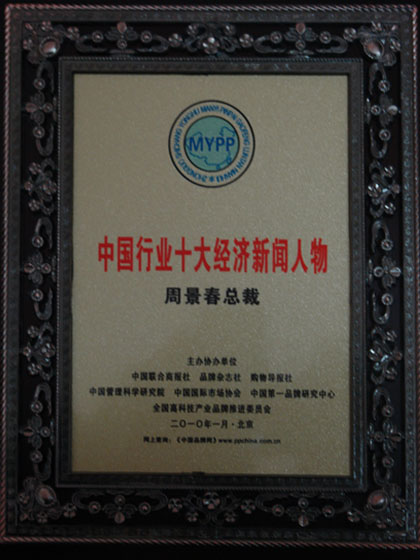 MYPP
中国行业十大经济新闻人物
周景春总裁
主办协办单位
中国联合商报社 品牌杂志社 购物导报社
中国管理科学研究院 中国国际市场协会 中国第一品牌研究中心
全国高科技产业品牌推进委员会
二〇一〇年一月·北京
网上查询：《中国品牌网》www.ppchina.com.cn